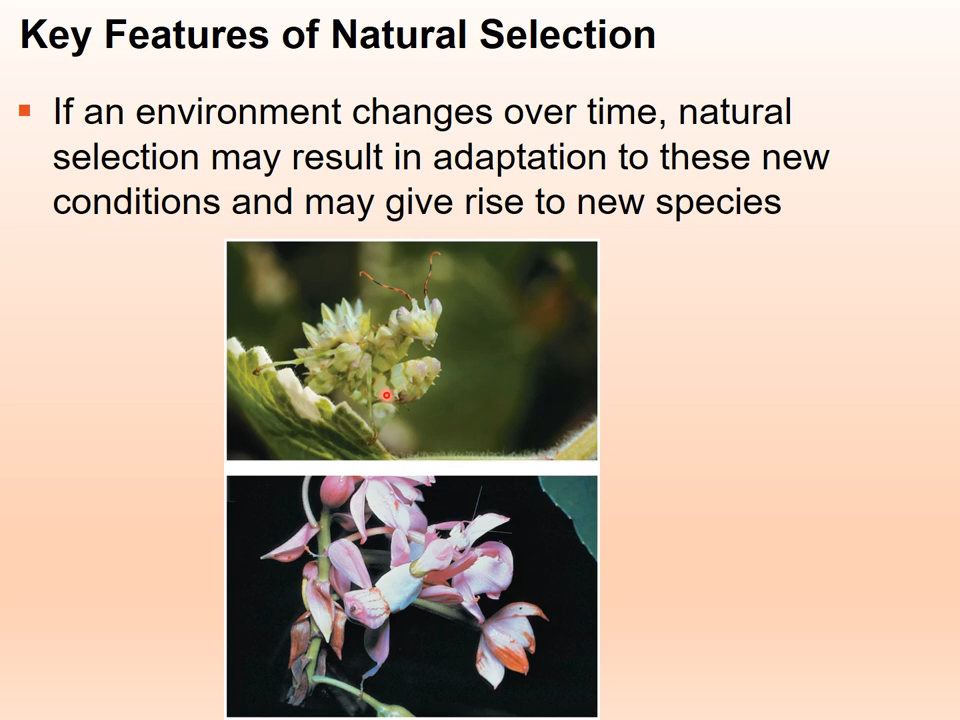 Key Features of Natural Selection
If an environment changes over time, natural
selection may result in adaptation to these new
conditions and may give rise to new species